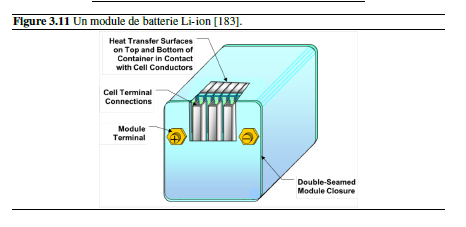 Figure 3.11 Un module de batterie Li-ion [183].
Heat Transfer Surfaces
on Top and Bottom of
Container in Contact
with Cell Conductors
Cell Terminal
Connections
Module
Terminal
+
−
Double-Seamed
Module Closure